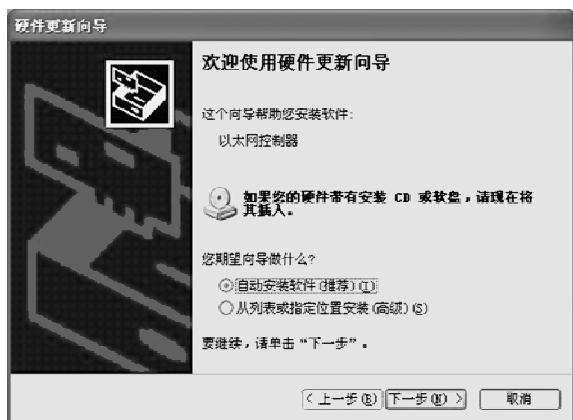 硬件更新向导
欢迎使用硬件更新向导
这个向导帮助您安装软件:
以太网控制器
如果您的硬件带有安装 CD 或软盘，请现在将
其插入。
您期望向导做什么?
自动安装软件(推荐)(I)
从列表或指定位置安装(高级)(S)
要继续，请单击“下一步”。
< 上一步(B) 下一步(N) > 取消